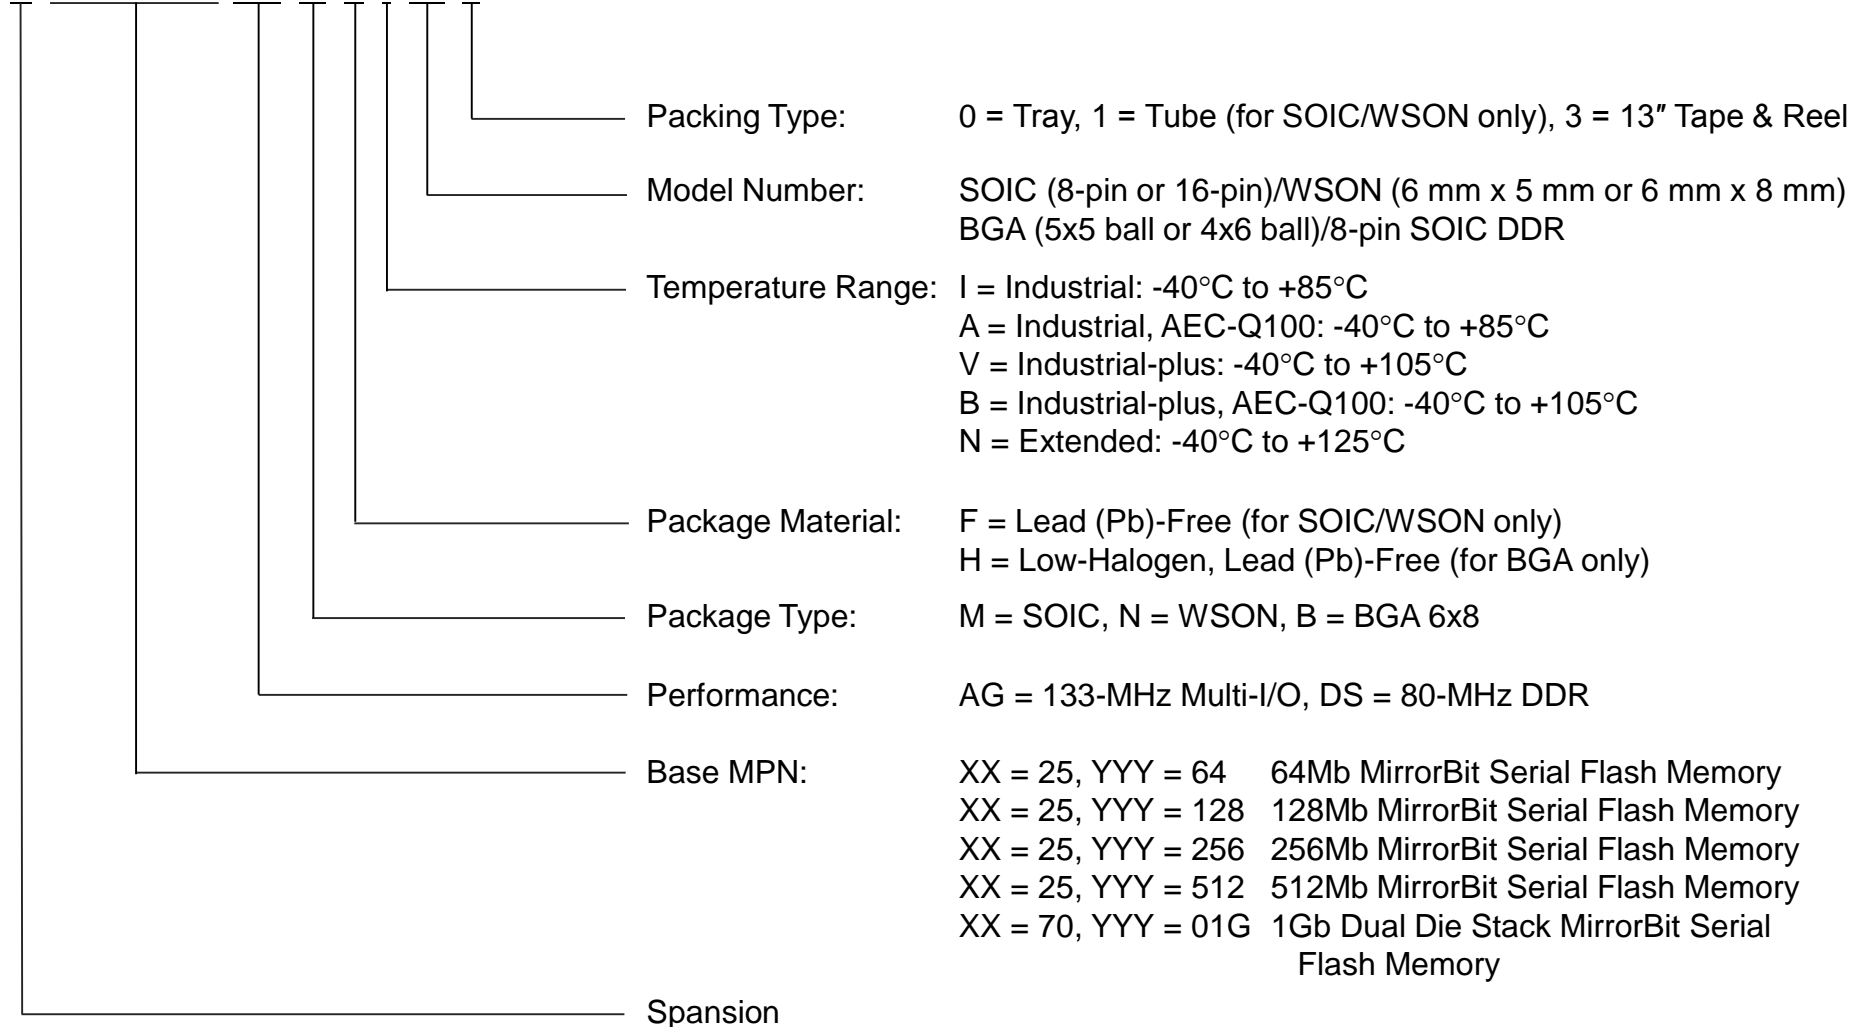 Packing Type: 0 = Tray, 1 = Tube (for SOIC/WSON only), 3 = 13″ Tape & Reel
Model Number: SOIC (8-pin or 16-pin)/WSON (6 mm x 5 mm or 6 mm x 8 mm)
BGA (5x5 ball or 4x6 ball)/8-pin SOIC DDR
Temperature Range: I = Industrial: -40°C to +85°C
A = Industrial, AEC-Q100: -40°C to +85°C
V = Industrial-plus: -40°C to +105°C
B = Industrial-plus, AEC-Q100: -40°C to +105°C
N = Extended: -40°C to +125°C
Package Material: F = Lead (Pb)-Free (for SOIC/WSON only)
H = Low-Halogen, Lead (Pb)-Free (for BGA only)
Package Type: M = SOIC, N = WSON, B = BGA 6x8
Performance: AG = 133-MHz Multi-I/O, DS = 80-MHz DDR
Base MPN: XX = 25, YYY = 64 64Mb MirrorBit Serial Flash Memory
XX = 25, YYY = 128 128Mb MirrorBit Serial Flash Memory
XX = 25, YYY = 256 256Mb MirrorBit Serial Flash Memory
XX = 25, YYY = 512 512Mb MirrorBit Serial Flash Memory
XX = 70, YYY = 01G 1Gb Dual Die Stack MirrorBit Serial
Flash Memory
Spansion